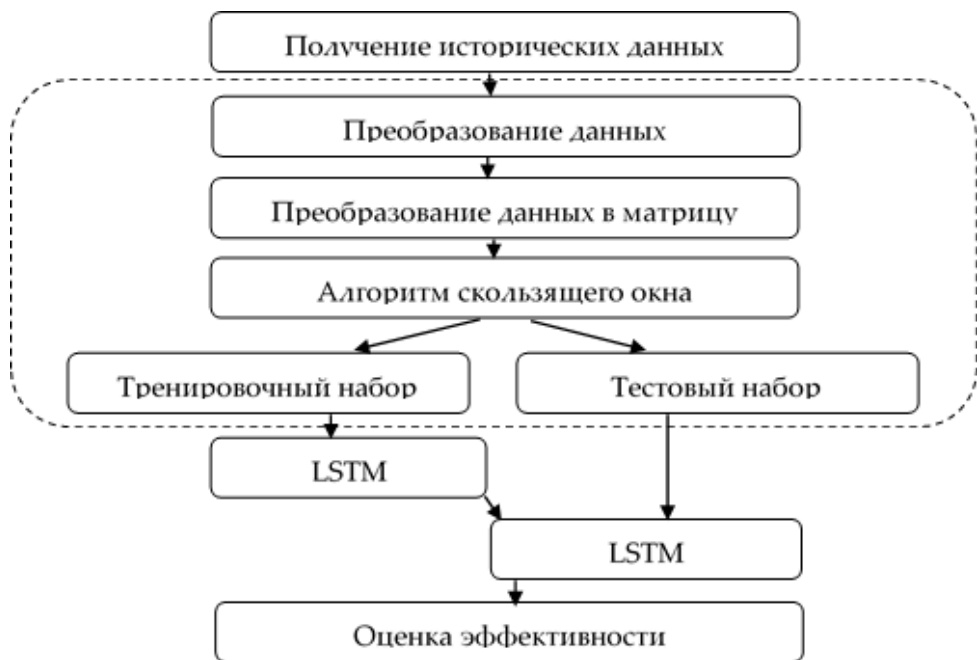 Получение исторических данных
Преобразование данных
Преобразование данных в матрицу
Алгоритм скользящего окна
Тренировочный набор
Тестовый набор
LSTM
LSTM
Оценка эффективности